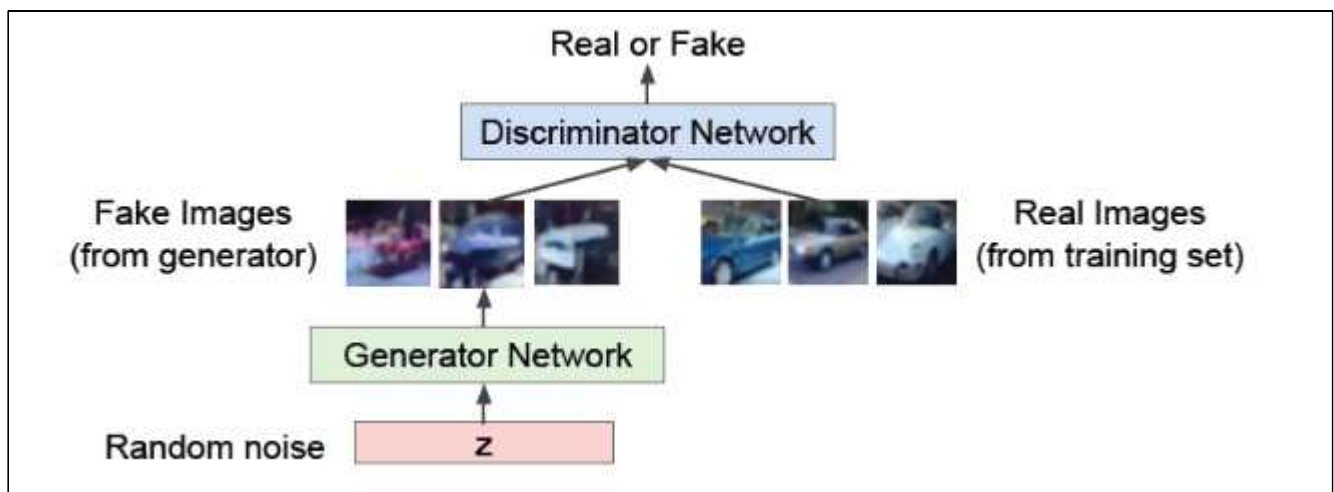 Real or Fake
Discriminator Network
Fake Images
(from generator)
Real Images
(from training set)
Generator Network
Random noise
z